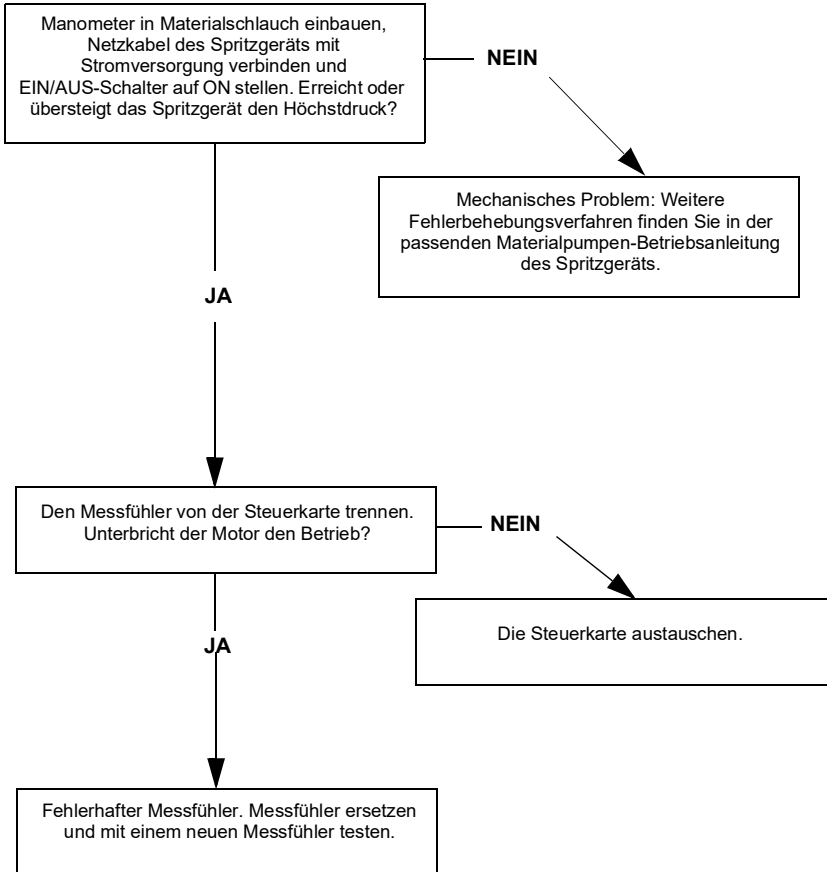 Manometer in Materialschlauch einbauen,
Netzkabel des Spritzgeräts mit
Stromversorgung verbinden und
EIN/AUS-Schalter auf ON stellen. Erreicht oder
übersteigt das Spritzgerät den Höchstdruck?
NEIN
Mechanisches Problem: Weitere
Fehlerbehebungsverfahren finden Sie in der
passenden Materialpumpen-Betriebsanleitung
des Spritzgeräts.
JA
Den Messfühler von der Steuerkarte trennen.
Unterbricht der Motor den Betrieb?
NEIN
Die Steuerkarte austauschen.
JA
Fehlerhafter Messfühler. Messfühler ersetzen
und mit einem neuen Messfühler testen.